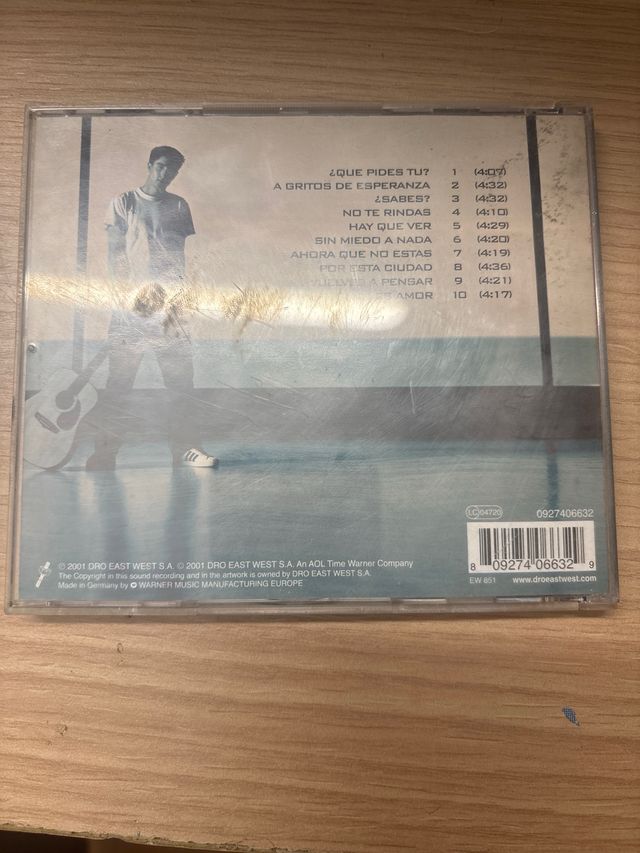 ¿QUE PIDES TU? 1 (4:07)
A GRITOS DE ESPERANZA 2 (4:32)
¿SABES? 3 (4:32)
NO TE RINDAS 4 (4:10)
HAY QUE VER 5 (4:29)
SIN MIEDO A NADA 6 (4:20)
AHORA QUE NO ESTAS 7 (4:19)
POR ESTA CIUDAD 8 (4:36)
VUELVO A PENSAR 9 (4:21)
AMOR 10 (4:17)
LC 04720
0927406632
8 09274 06632 9
EW 851 www.droeastwest.com
℗ 2001 DRO EAST WEST S.A. © 2001 DRO EAST WEST S.A. An AOL Time Warner Company
The Copyright in this sound recording and in the artwork is owned by DRO EAST WEST S.A.
Made in Germany by WARNER MUSIC MANUFACTURING EUROPE